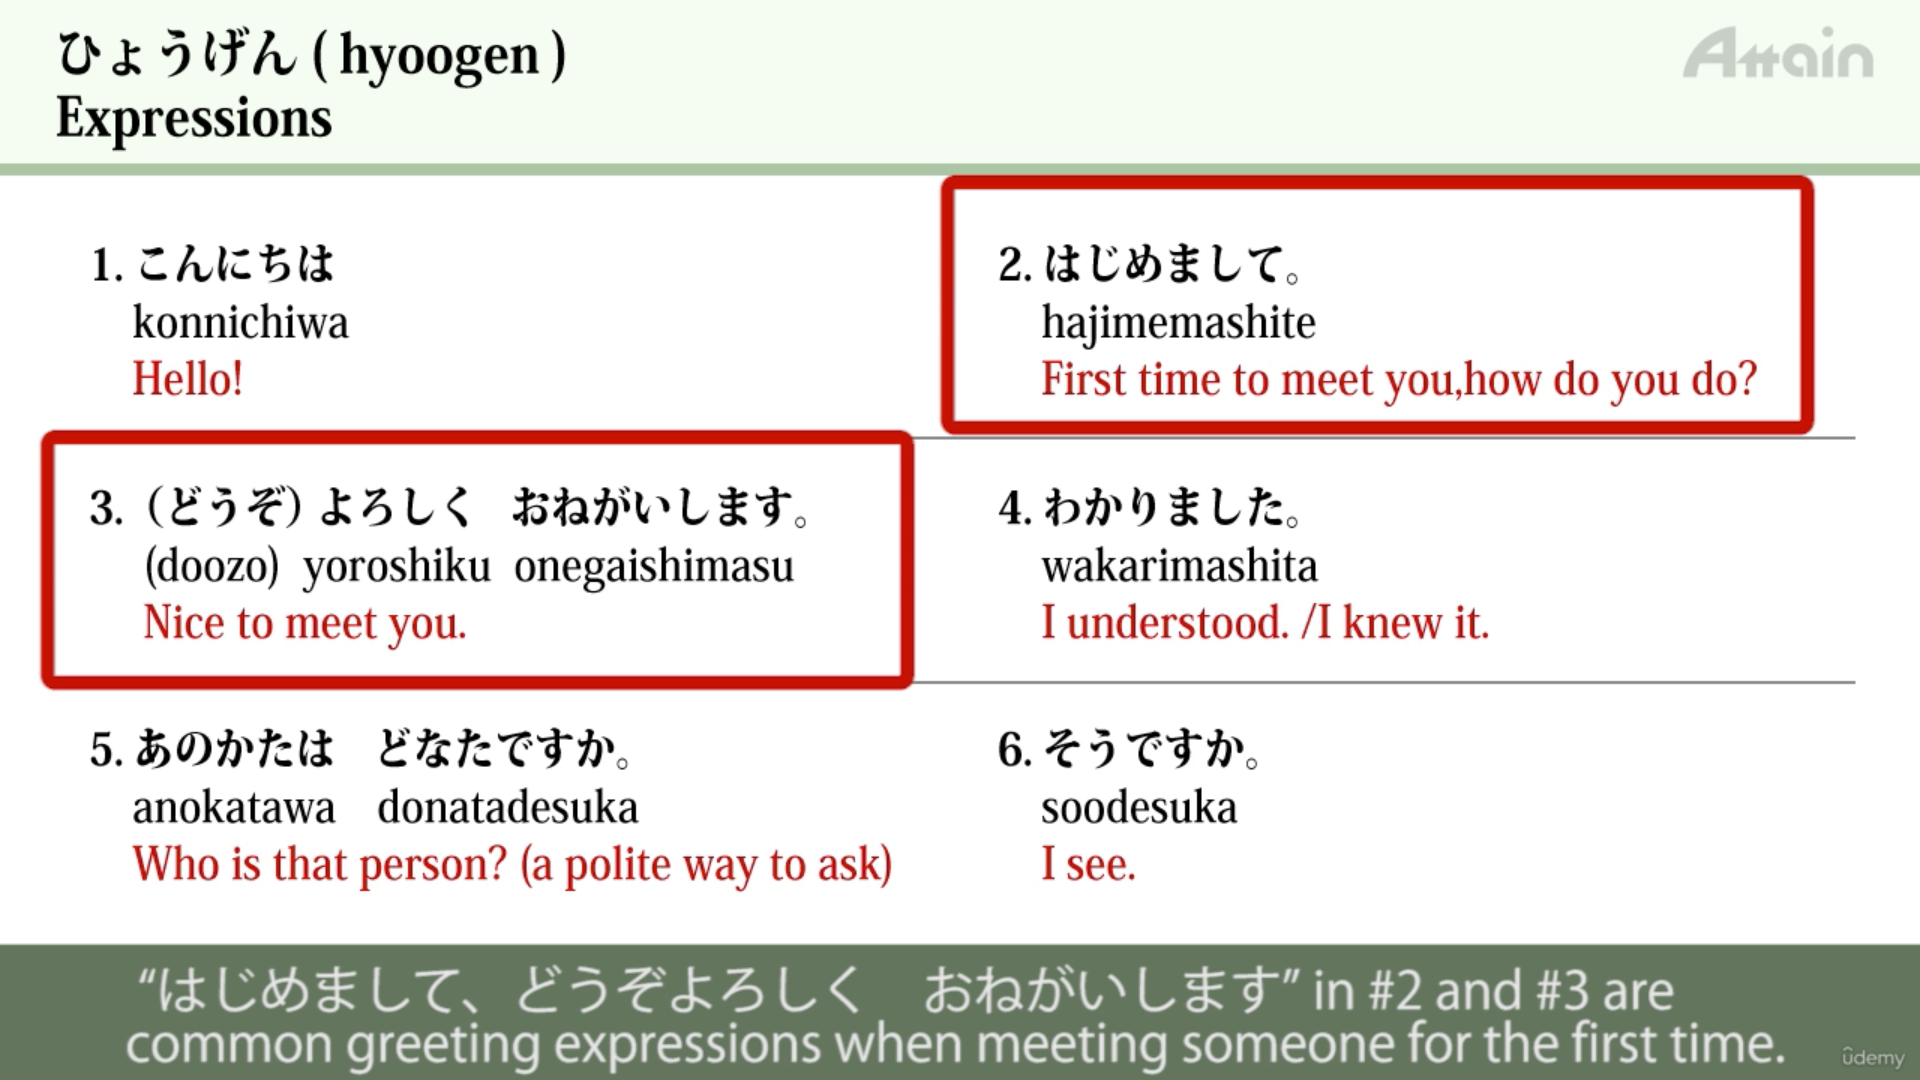 ひょうげん ( hyoogen )
Expressions
Attain
1. こんにちは
konnichiwa
Hello!
2. はじめまして。
hajimemashite
First time to meet you,how do you do?
3.（どうぞ）よろしく　おねがいします。
(doozo) yoroshiku onegaishimasu
Nice to meet you.
4. わかりました。
wakarimashita
I understood. /I knew it.
5. あのかたは　どなたですか。
anokatawa donatadesuka
Who is that person? (a polite way to ask)
6. そうですか。
soodesuka
I see.
“はじめまして、どうぞよろしく　おねがいします” in #2 and #3 are
common greeting expressions when meeting someone for the first time.
ûdemy